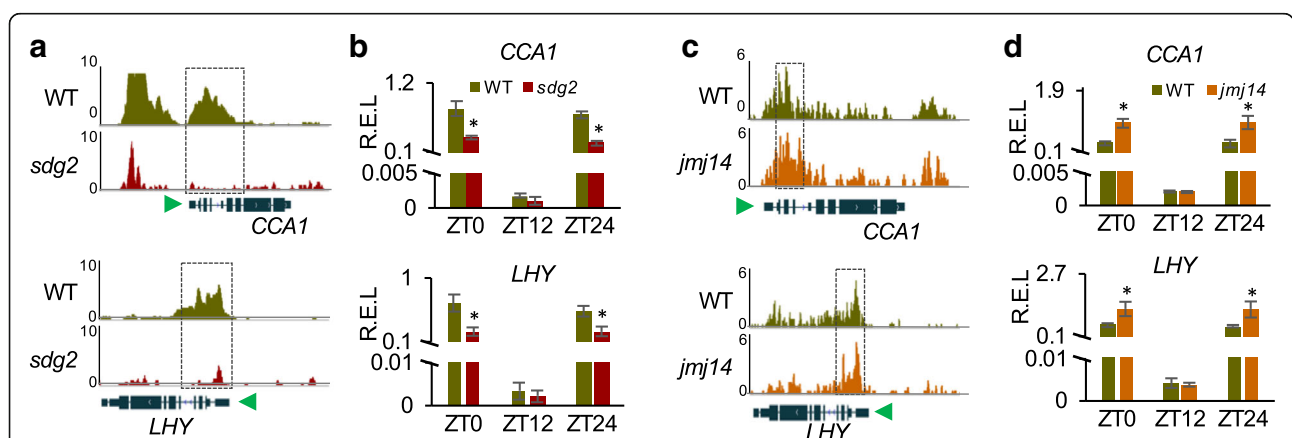 a
10
WT
0
10
sdg2
0
CCA1
10
WT
0
10
sdg2
0
LHY
b
CCA1
1.2
WT sdg2
R.E.L
* *
0.1
0.005
0
ZT0 ZT12 ZT24
LHY
1
R.E.L
* *
0.1
0.01
0
ZT0 ZT12 ZT24
c
6
WT
0
6
jmj14
0
CCA1
6
WT
0
6
jmj14
0
LHY
d
CCA1
1.9
WT jmj14
R.E.L
* *
0.1
0.005
0
ZT0 ZT12 ZT24
LHY
2.7
R.E.L
* *
0.1
0.01
0
ZT0 ZT12 ZT24